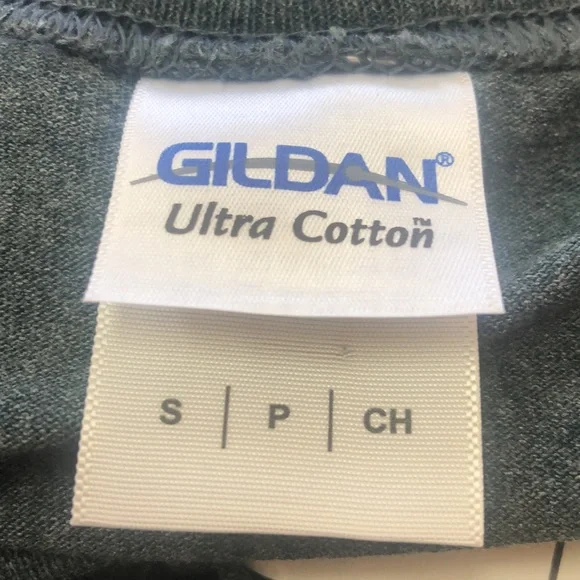 GILDAN®
Ultra Cotton™
S | P | CH